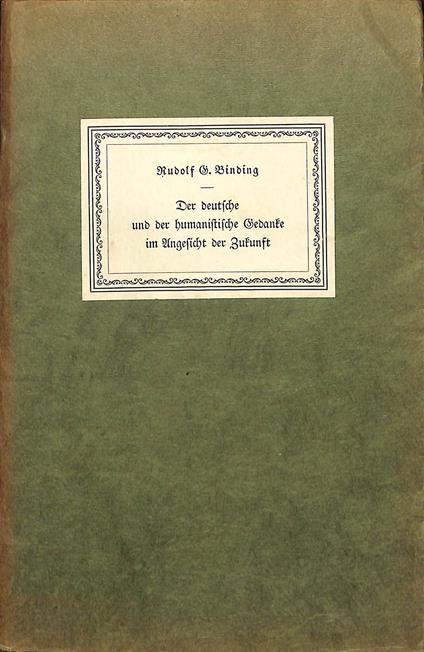 Rudolf G. Binding
Der deutsche
und der humanistische Gedanke
im Angesicht der Zukunft